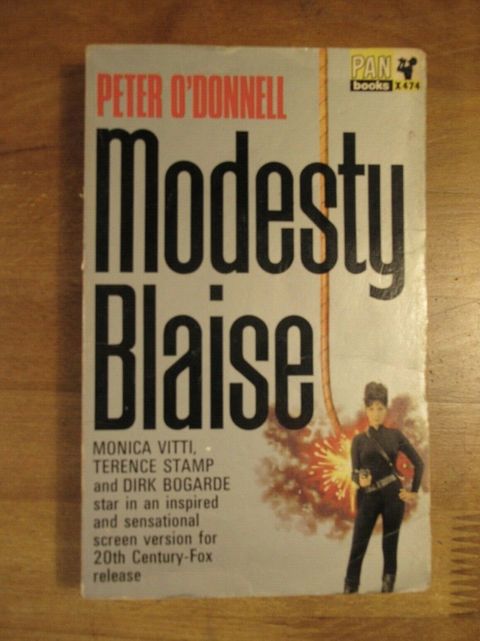 PETER O'DONNELL
PAN
books X474
Modesty
Blaise
MONICA VITTI,
TERENCE STAMP
and DIRK BOGARDE
star in an inspired
and sensational
screen version for
20th Century-Fox
release